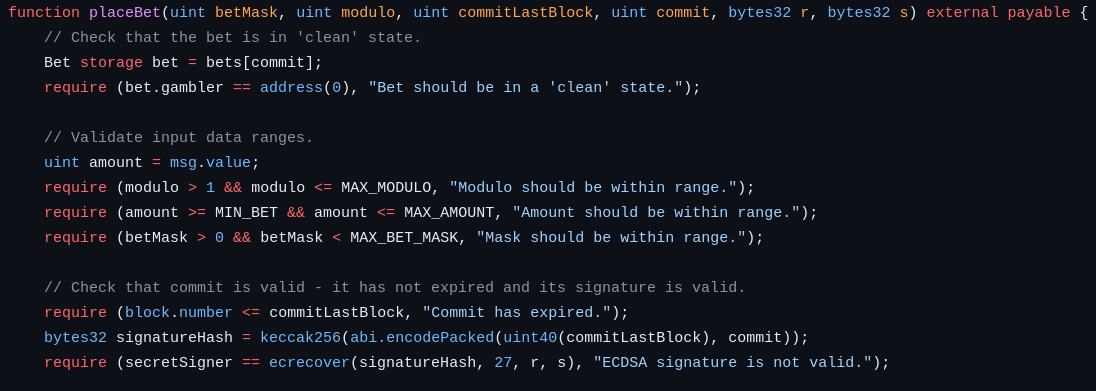 function placeBet(uint betMask, uint modulo, uint commitLastBlock, uint commit, bytes32 r, bytes32 s) external payable {
    // Check that the bet is in 'clean' state.
    Bet storage bet = bets[commit];
    require (bet.gambler == address(0), "Bet should be in a 'clean' state.");

    // Validate input data ranges.
    uint amount = msg.value;
    require (modulo > 1 && modulo <= MAX_MODULO, "Modulo should be within range.");
    require (amount >= MIN_BET && amount <= MAX_AMOUNT, "Amount should be within range.");
    require (betMask > 0 && betMask < MAX_BET_MASK, "Mask should be within range.");

    // Check that commit is valid - it has not expired and its signature is valid.
    require (block.number <= commitLastBlock, "Commit has expired.");
    bytes32 signatureHash = keccak256(abi.encodePacked(uint40(commitLastBlock), commit));
    require (secretSigner == ecrecover(signatureHash, 27, r, s), "ECDSA signature is not valid.");